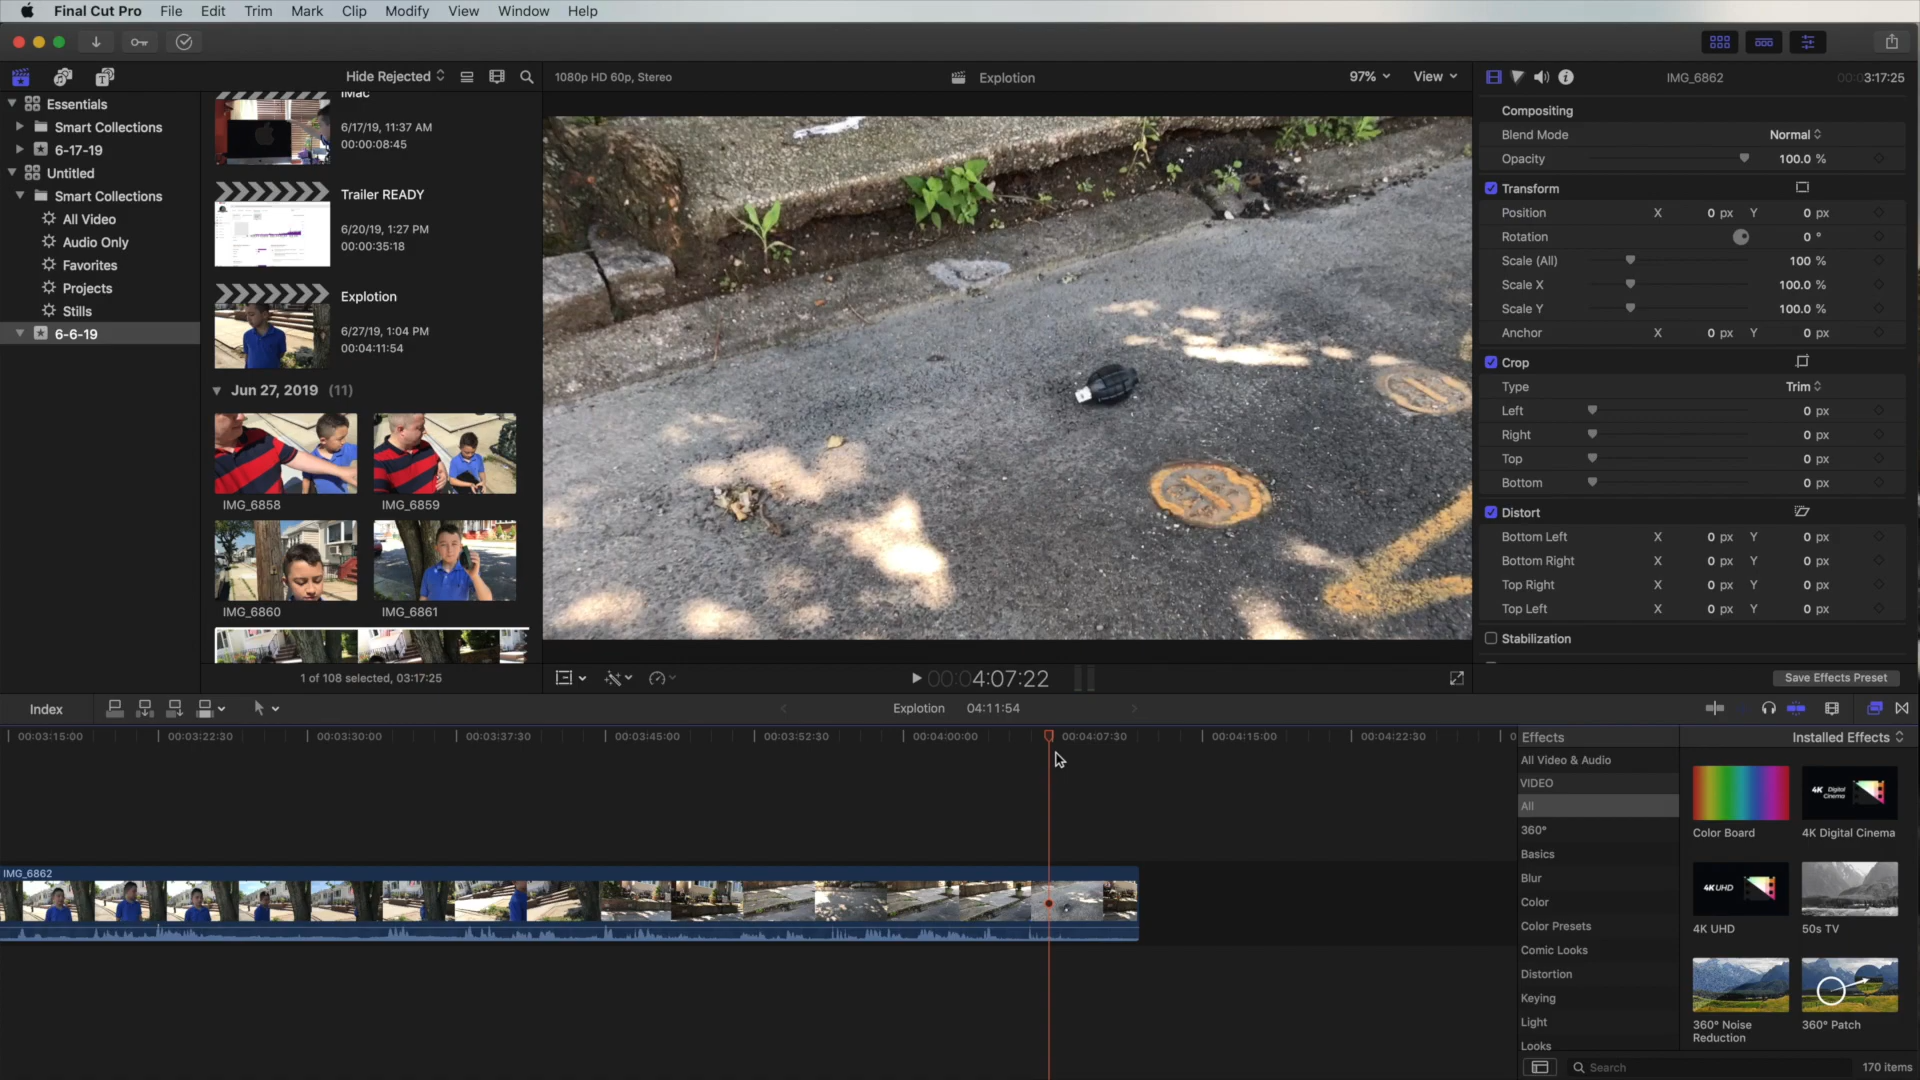 Final Cut Pro File Edit Trim Mark Clip Modify View Window Help
Hide Rejected
1080p HD 60p, Stereo
Explotion
97%
View
IMG_6862
00:00:03:17:25
Essentials
Smart Collections
6-17-19
Untitled
Smart Collections
All Video
Audio Only
Favorites
Projects
Stills
6-6-19
iMac
6/17/19, 11:37 AM
00:00:08:45
Trailer READY
6/20/19, 1:27 PM
00:00:35:18
Explotion
6/27/19, 1:04 PM
00:04:11:54
Jun 27, 2019 (11)
IMG_6858
IMG_6859
IMG_6860
IMG_6861
1 of 108 selected, 03:17:25
00:04:07:22
Compositing
Blend Mode Normal
Opacity 100.0 %
Transform
Position X 0 px Y 0 px
Rotation 0 °
Scale (All) 100 %
Scale X 100.0 %
Scale Y 100.0 %
Anchor X 0 px Y 0 px
Crop
Type Trim
Left 0 px
Right 0 px
Top 0 px
Bottom 0 px
Distort
Bottom Left X 0 px Y 0 px
Bottom Right X 0 px Y 0 px
Top Right X 0 px Y 0 px
Top Left X 0 px Y 0 px
Stabilization
Save Effects Preset
Index
Explotion 04:11:54
00:03:15:00 00:03:22:30 00:03:30:00 00:03:37:30 00:03:45:00 00:03:52:30 00:04:00:00 00:04:07:30 00:04:15:00 00:04:22:30
IMG_6862
Effects
Installed Effects
All Video & Audio
VIDEO
All
360°
Basics
Blur
Color
Color Presets
Comic Looks
Distortion
Keying
Light
Looks
Color Board
4K Digital Cinema
4K Digital Cinema
4K UHD
4K UHD
50s TV
360° Noise
Reduction
360° Patch
Search
170 items